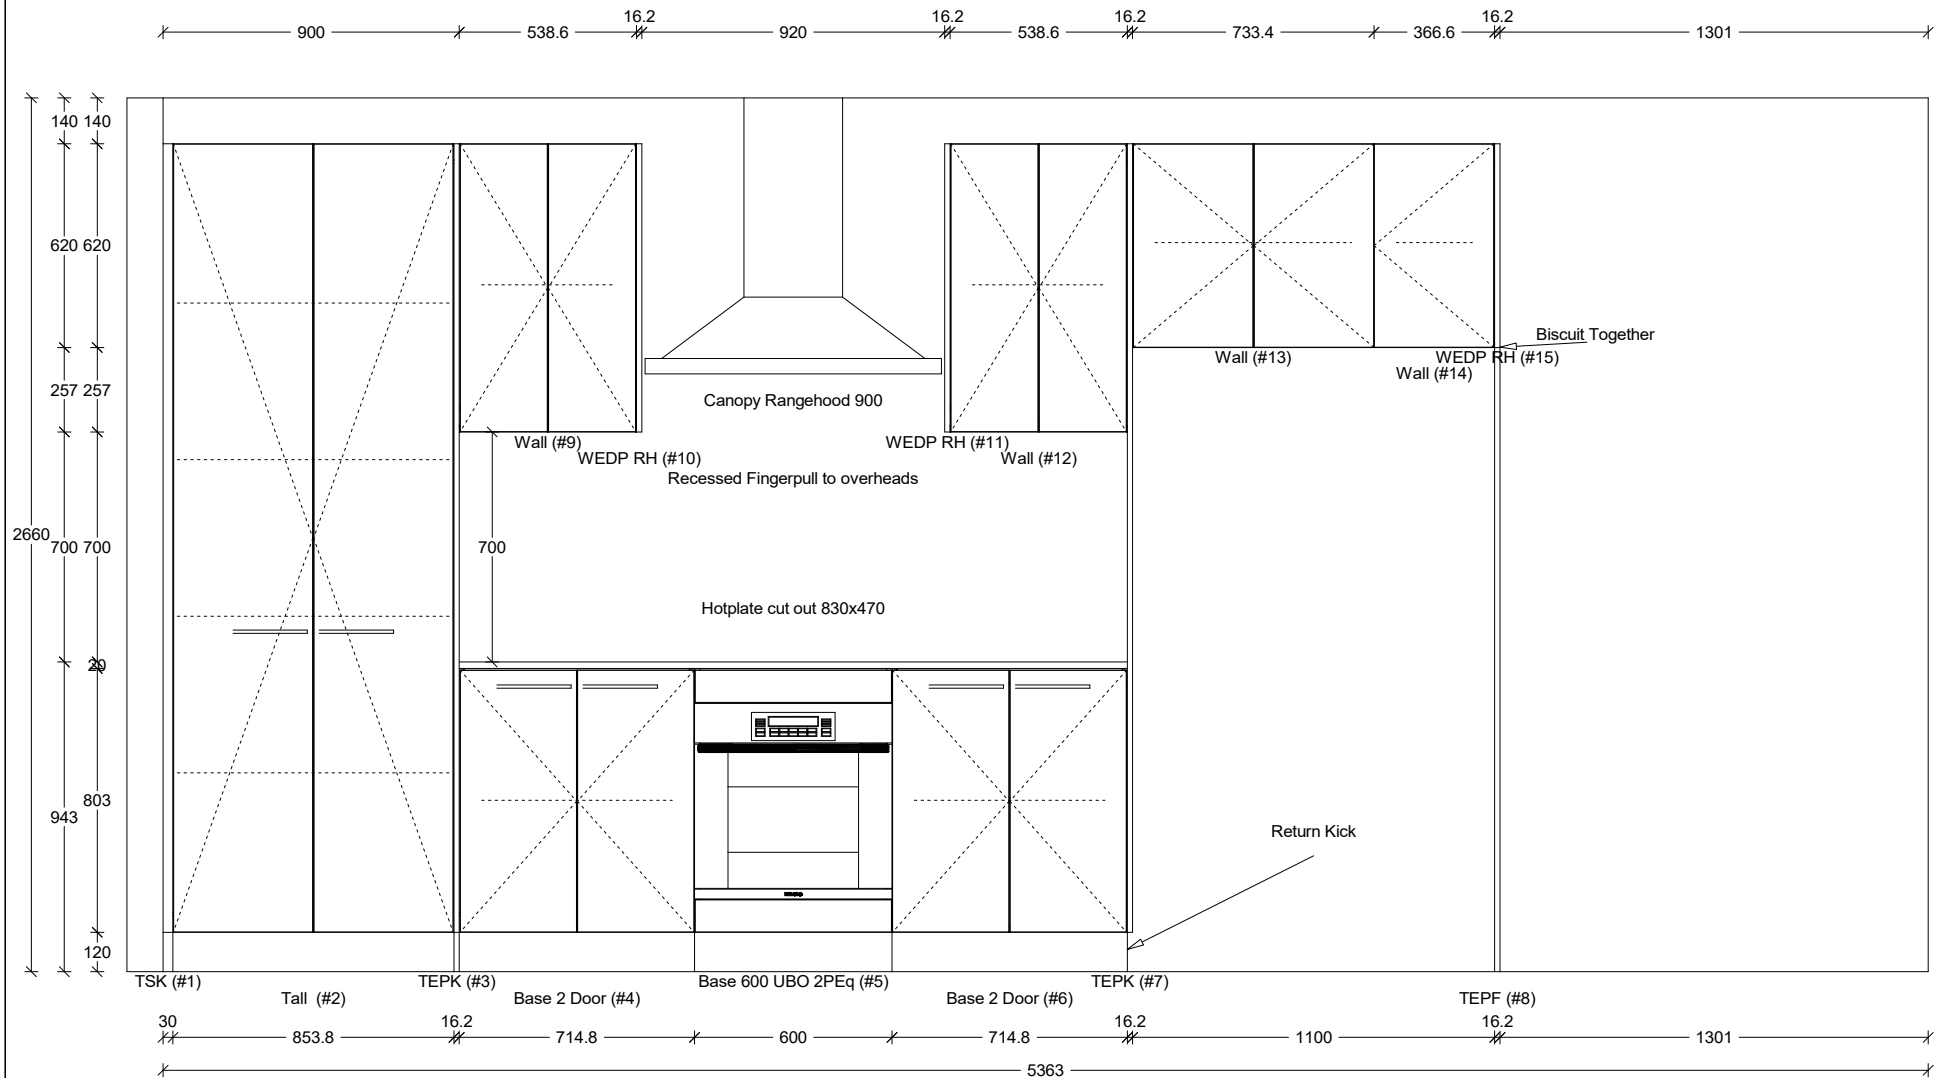 16.2 16.2 16.2 16.2
900 538.6 920 538.6 733.4 366.6 1301
140 140
620 620
Biscuit Together
Wall (#13) WEDP RH (#15)
Wall (#14)
257 257
Canopy Rangehood 900
Wall (#9) WEDP RH (#11)
WEDP RH (#10) Wall (#12)
Recessed Fingerpull to overheads
2660
700 700 700
Hotplate cut out 830x470
20
803
943
Return Kick
120
TSK (#1) TEPK (#3) Base 600 UBO 2PEq (#5) TEPK (#7)
Tall (#2) Base 2 Door (#4) Base 2 Door (#6) TEPF (#8)
30 16.2 16.2 16.2
853.8 714.8 600 714.8 1100 1301
5363